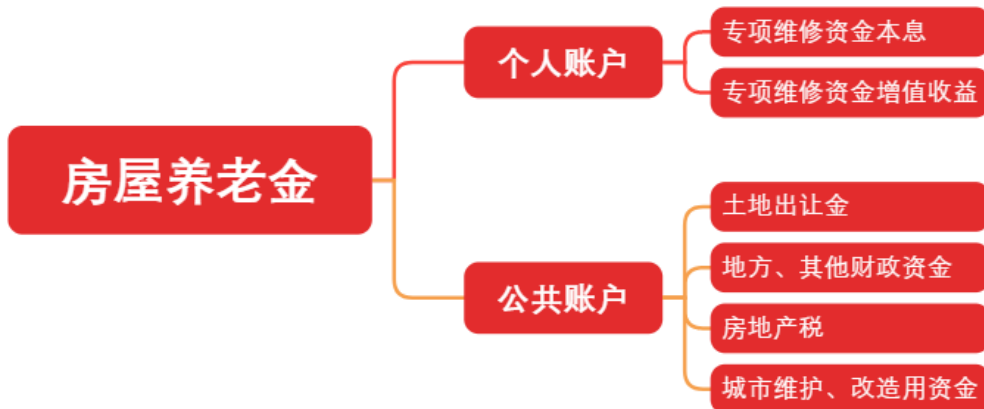 房屋养老金
个人账户
专项维修资金本息
专项维修资金增值收益
公共账户
土地出让金
地方、其他财政资金
房地产税
城市维护、改造用资金